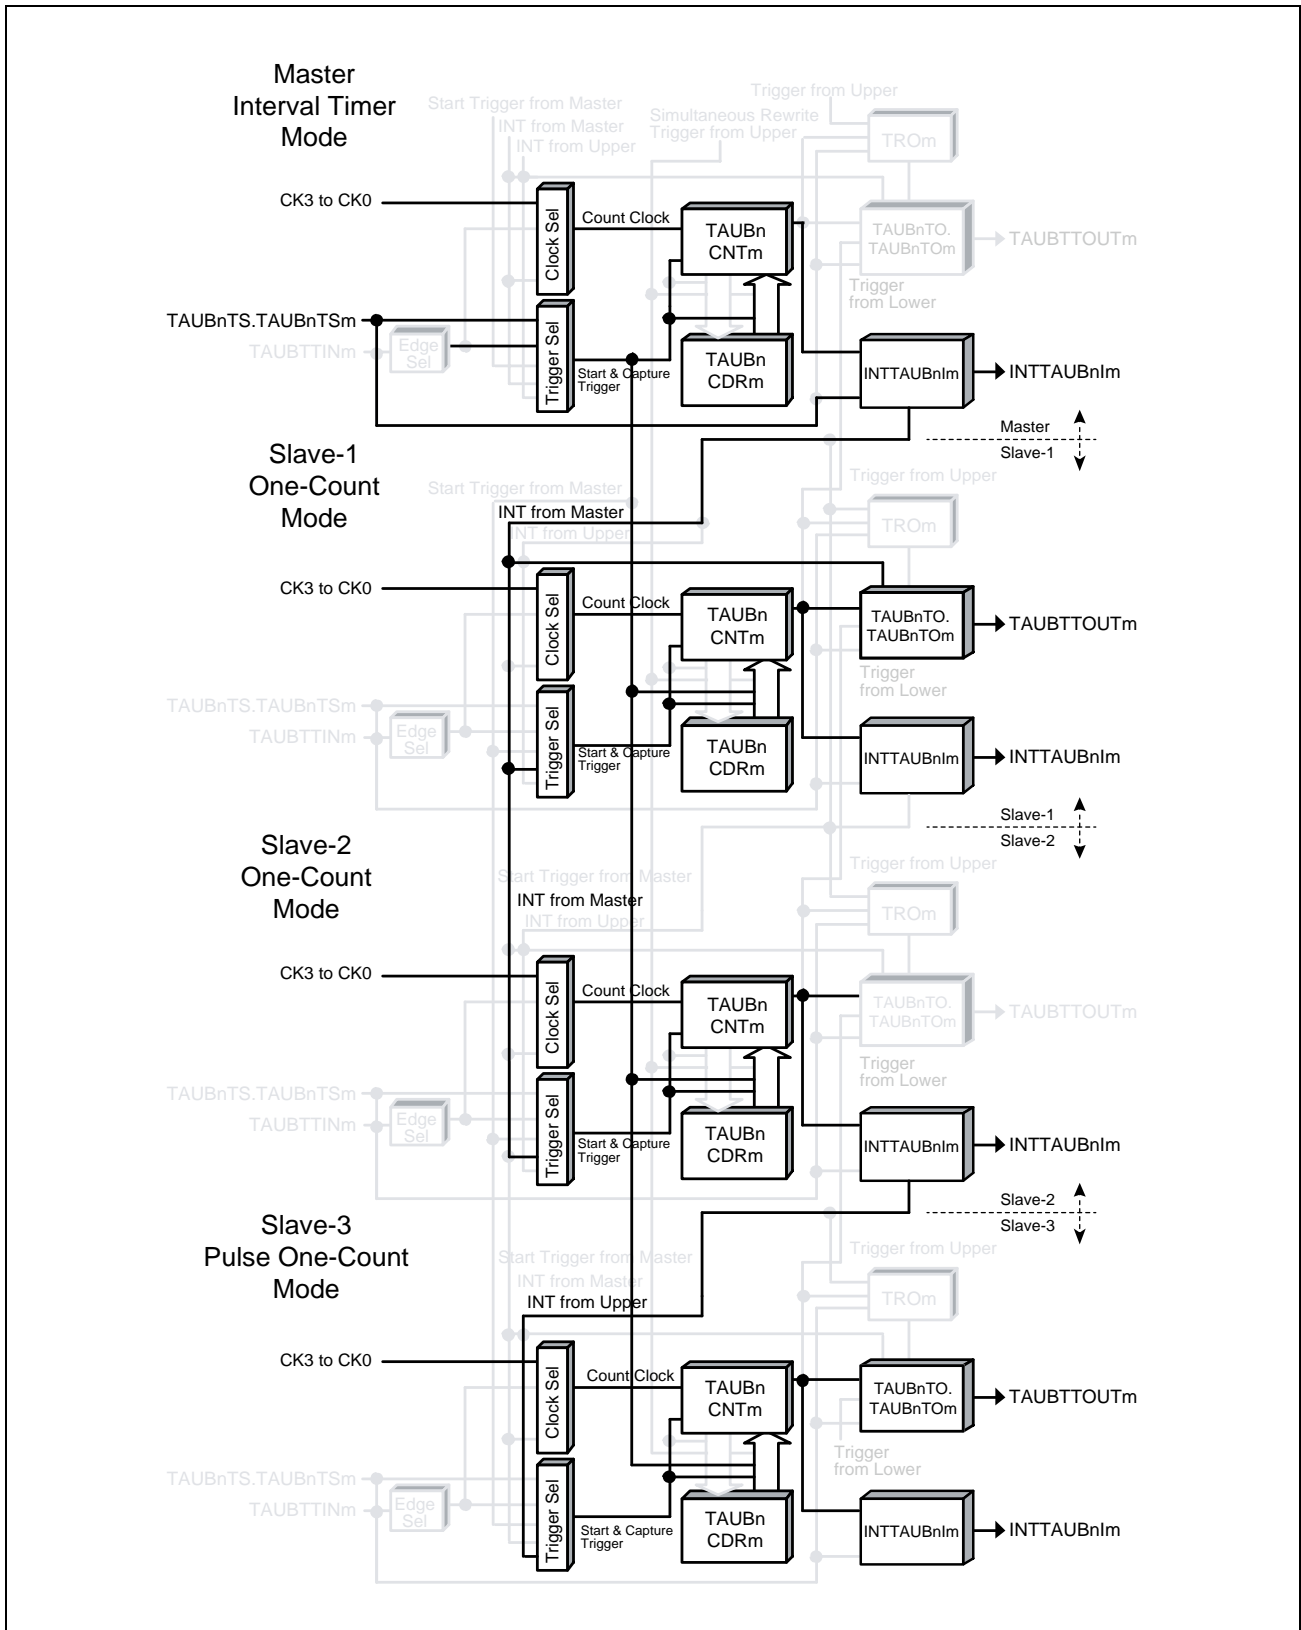 Master
Interval Timer
Mode
Start Trigger from Master
INT from Master
INT from Upper
Simultaneous Rewrite
Trigger from Upper
Trigger from Upper
TROm
CK3 to CK0
Clock Sel
Count Clock
TAUBn
CNTm
TAUBnTO.
TAUBnTOm
TAUBTTOUTm
Trigger
from Lower
TAUBnTS.TAUBnTSm
TAUBTTINm
Edge
Sel
Trigger Sel
Start & Capture
Trigger
TAUBn
CDRm
INTTAUBnIm
INTTAUBnIm
Master
Slave-1
Slave-1
One-Count
Mode
Start Trigger from Master
INT from Master
INT from Upper
Trigger from Upper
TROm
CK3 to CK0
Clock Sel
Count Clock
TAUBn
CNTm
TAUBnTO.
TAUBnTOm
TAUBTTOUTm
Trigger
from Lower
TAUBnTS.TAUBnTSm
TAUBTTINm
Edge
Sel
Trigger Sel
Start & Capture
Trigger
TAUBn
CDRm
INTTAUBnIm
INTTAUBnIm
Slave-1
Slave-2
Slave-2
One-Count
Mode
Start Trigger from Master
INT from Master
INT from Upper
Trigger from Upper
TROm
CK3 to CK0
Clock Sel
Count Clock
TAUBn
CNTm
TAUBnTO.
TAUBnTOm
TAUBTTOUTm
Trigger
from Lower
TAUBnTS.TAUBnTSm
TAUBTTINm
Edge
Sel
Trigger Sel
Start & Capture
Trigger
TAUBn
CDRm
INTTAUBnIm
INTTAUBnIm
Slave-2
Slave-3
Slave-3
Pulse One-Count
Mode
Start Trigger from Master
INT from Master
INT from Upper
Trigger from Upper
TROm
CK3 to CK0
Clock Sel
Count Clock
TAUBn
CNTm
TAUBnTO.
TAUBnTOm
TAUBTTOUTm
Trigger
from Lower
TAUBnTS.TAUBnTSm
TAUBTTINm
Edge
Sel
Trigger Sel
Start & Capture
Trigger
TAUBn
CDRm
INTTAUBnIm
INTTAUBnIm